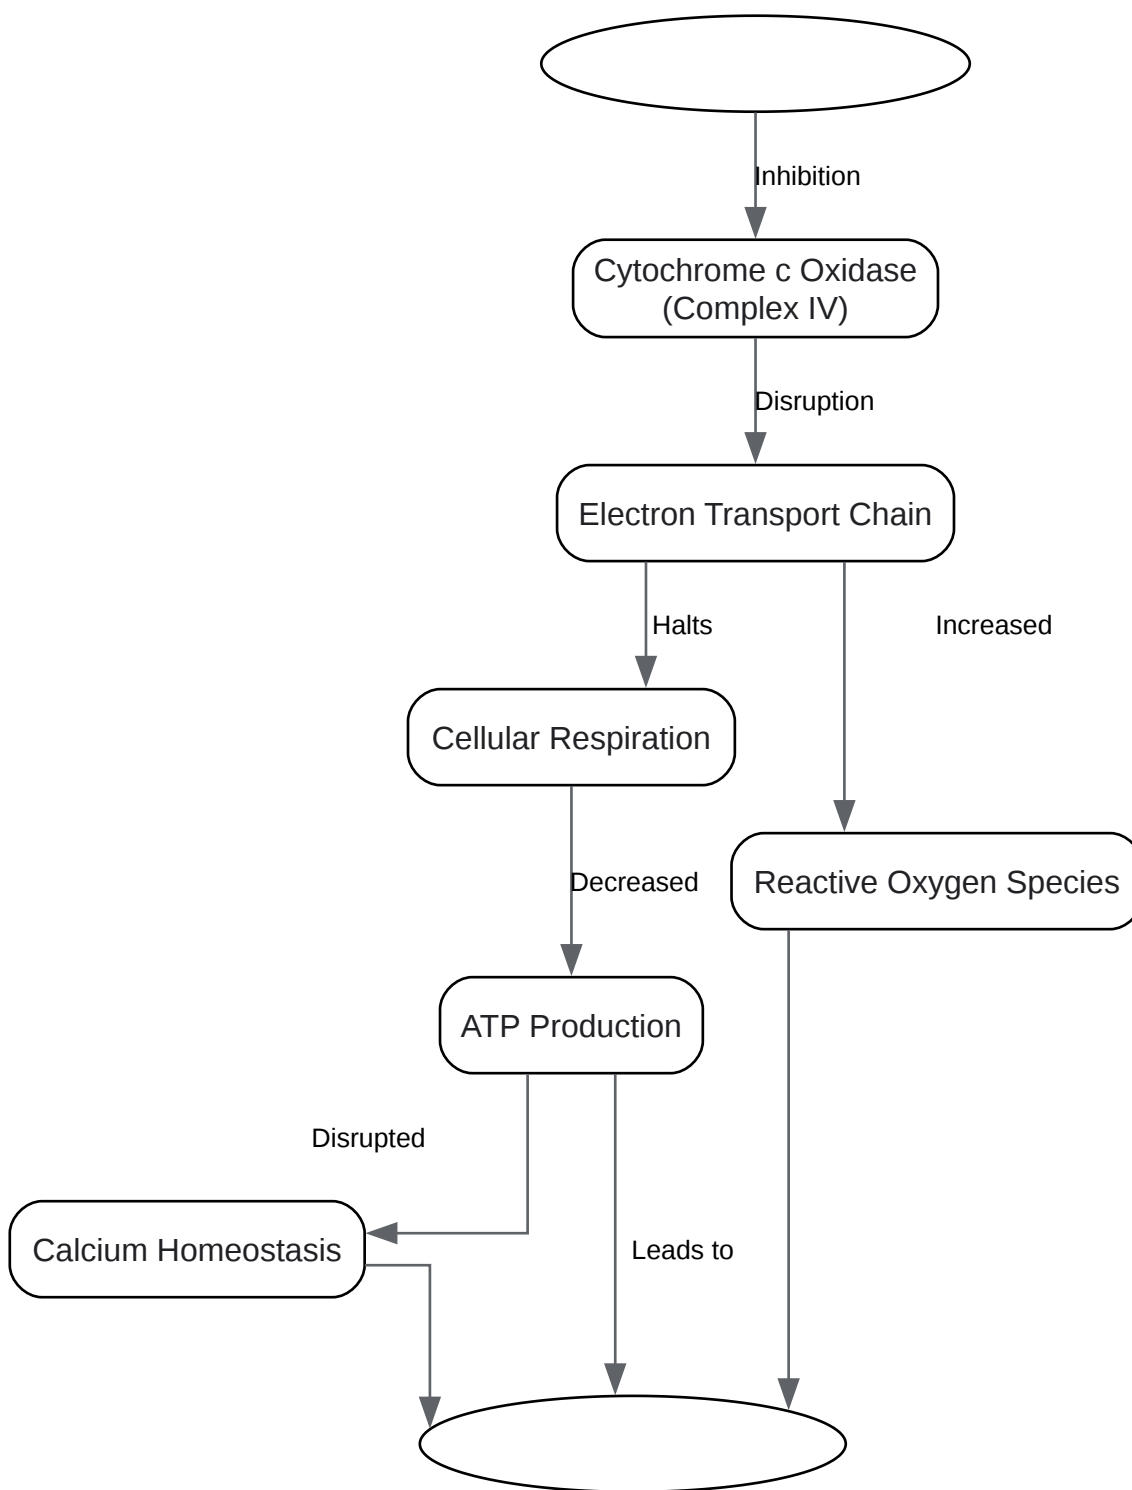 Inhibition
Cytochrome c Oxidase
(Complex IV)
Disruption
Electron Transport Chain
Halts
Increased
Cellular Respiration
Decreased
Reactive Oxygen Species
ATP Production
Disrupted
Calcium Homeostasis
Leads to